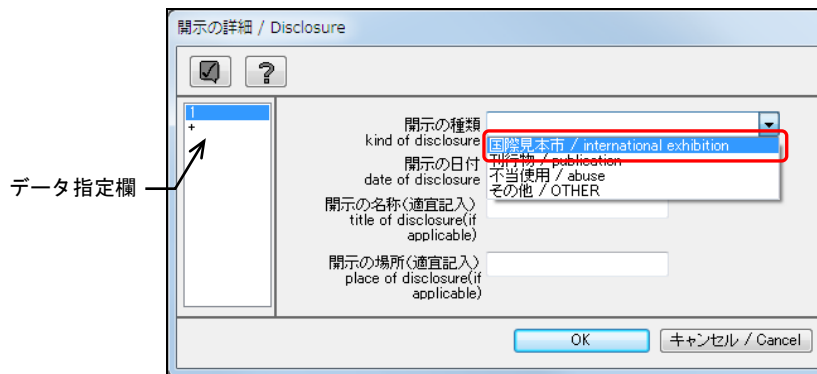 開示の詳細 / Disclosure
?
1
+
データ指定欄
開示の種類
kind of disclosure
国際見本市 / international exhibition
刊行物 / publication
不当使用 / abuse
その他 / OTHER
開示の日付
date of disclosure
開示の名称(適宜記入)
title of disclosure(if
applicable)
開示の場所(適宜記入)
place of disclosure(if
applicable)
OK
キャンセル / Cancel